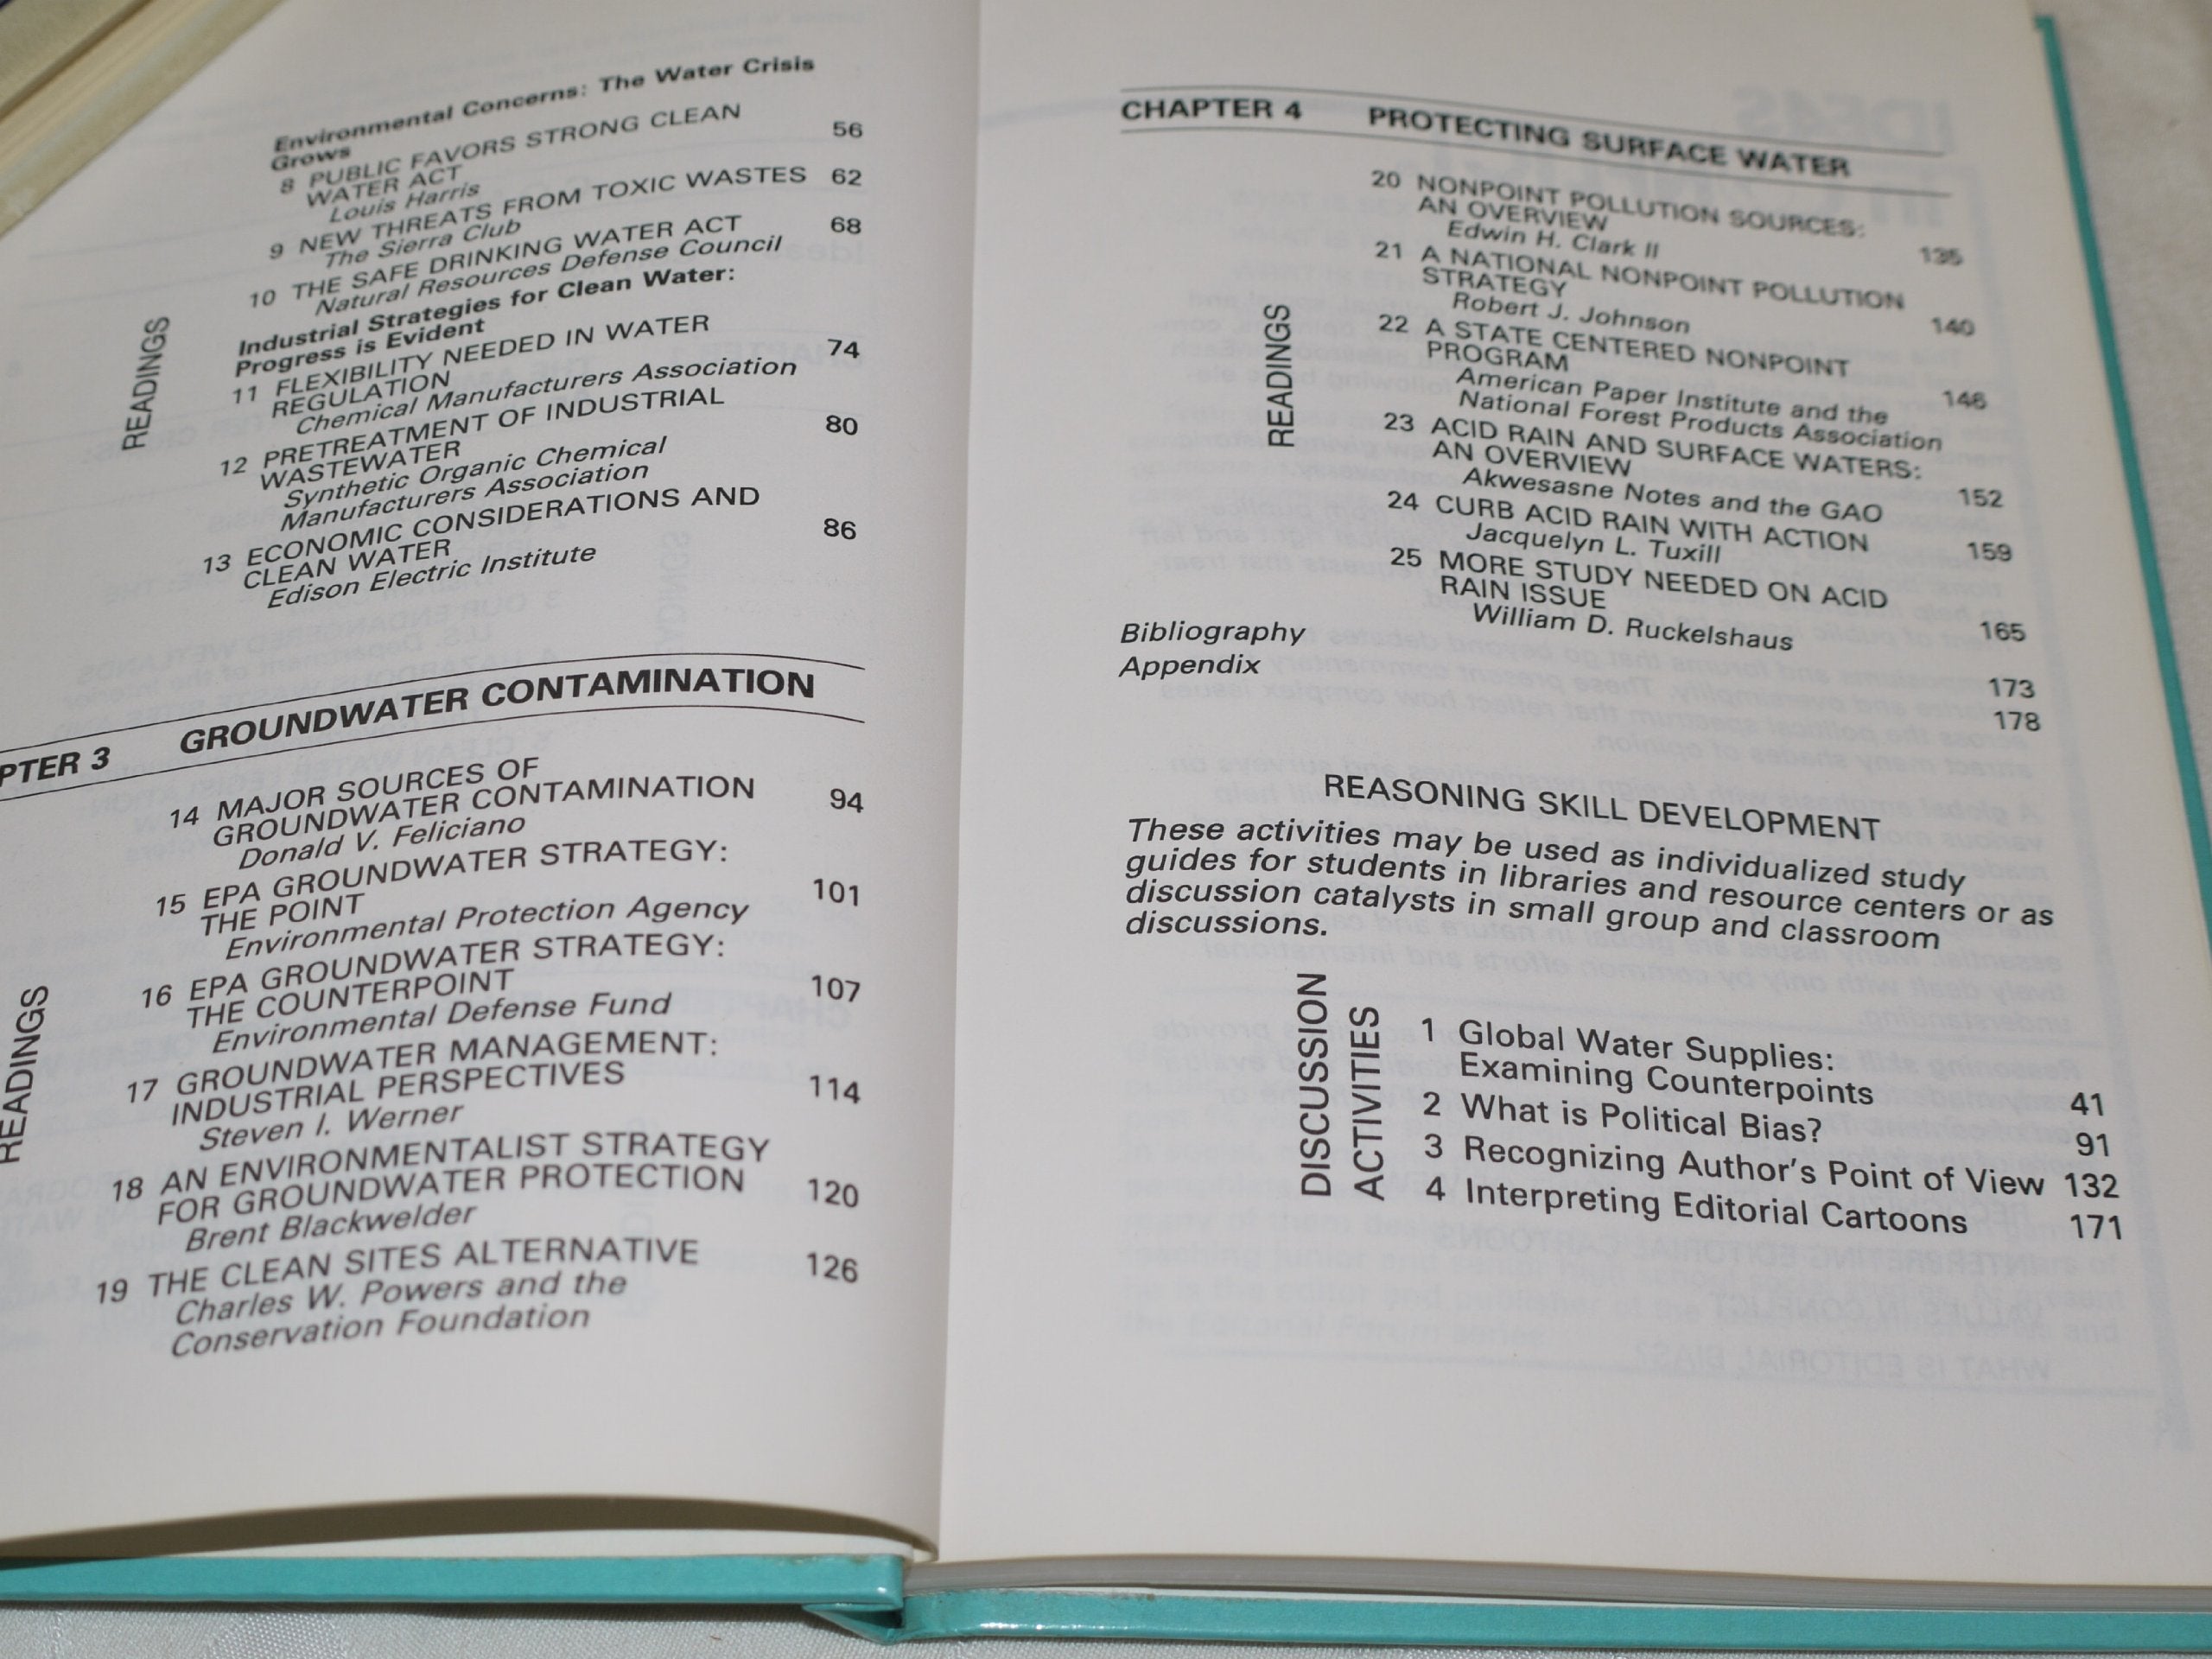 Environmental Concerns: The Water Crisis
Grows
8 PUBLIC FAVORS STRONG CLEAN
WATER ACT 56
Louis Harris
9 NEW THREATS FROM TOXIC WASTES 62
The Sierra Club
10 THE SAFE DRINKING WATER ACT 68
Natural Resources Defense Council
Industrial Strategies for Clean Water:
Progress is Evident
11 FLEXIBILITY NEEDED IN WATER
REGULATION 74
Chemical Manufacturers Association
12 PRETREATMENT OF INDUSTRIAL
WASTEWATER 80
Synthetic Organic Chemical
Manufacturers Association
13 ECONOMIC CONSIDERATIONS AND
CLEAN WATER 86
Edison Electric Institute
READINGS
PTER 3 GROUNDWATER CONTAMINATION
14 MAJOR SOURCES OF
GROUNDWATER CONTAMINATION 94
Donald V. Feliciano
15 EPA GROUNDWATER STRATEGY:
THE POINT 101
Environmental Protection Agency
16 EPA GROUNDWATER STRATEGY:
THE COUNTERPOINT 107
Environmental Defense Fund
17 GROUNDWATER MANAGEMENT:
INDUSTRIAL PERSPECTIVES 114
Steven I. Werner
18 AN ENVIRONMENTALIST STRATEGY
FOR GROUNDWATER PROTECTION 120
Brent Blackwelder
19 THE CLEAN SITES ALTERNATIVE 126
Charles W. Powers and the
Conservation Foundation
READINGS
CHAPTER 4 PROTECTING SURFACE WATER
20 NONPOINT POLLUTION SOURCES:
AN OVERVIEW 135
Edwin H. Clark II
21 A NATIONAL NONPOINT POLLUTION
STRATEGY 140
Robert J. Johnson
22 A STATE CENTERED NONPOINT
PROGRAM 146
American Paper Institute and the
National Forest Products Association
23 ACID RAIN AND SURFACE WATERS:
AN OVERVIEW 152
Akwesasne Notes and the GAO
24 CURB ACID RAIN WITH ACTION 159
Jacquelyn L. Tuxill
25 MORE STUDY NEEDED ON ACID
RAIN ISSUE 165
William D. Ruckelshaus
READINGS
Bibliography 173
Appendix 178
REASONING SKILL DEVELOPMENT
These activities may be used as individualized study
guides for students in libraries and resource centers or as
discussion catalysts in small group and classroom
discussions.
DISCUSSION
ACTIVITIES
1 Global Water Supplies:
Examining Counterpoints 41
2 What is Political Bias? 91
3 Recognizing Author's Point of View 132
4 Interpreting Editorial Cartoons 171